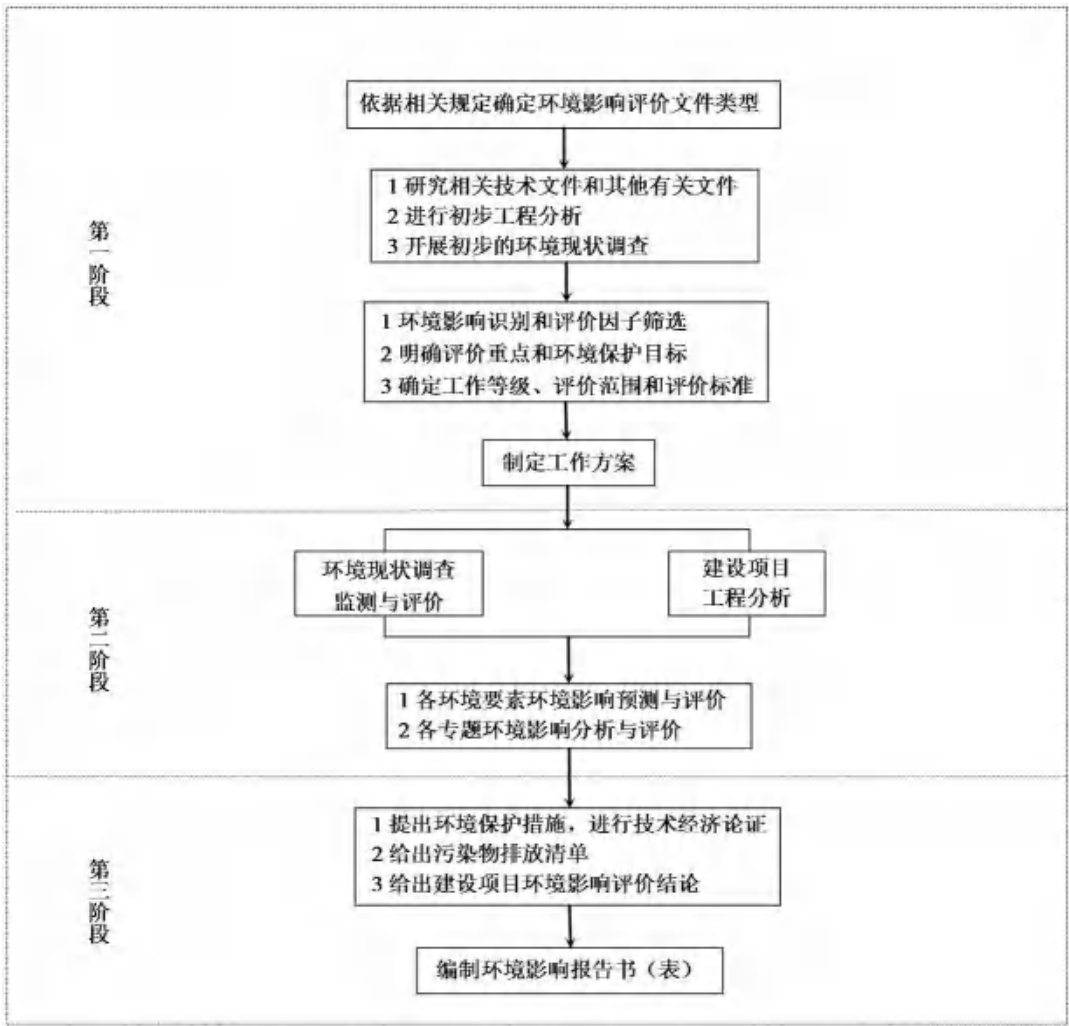 依据相关规定确定环境影响评价文件类型
1 研究相关技术文件和其他有关文件
2 进行初步工程分析
3 开展初步的环境现状调查
第一阶段
1 环境影响识别和评价因子筛选
2 明确评价重点和环境保护目标
3 确定工作等级、评价范围和评价标准
制定工作方案
环境现状调查
监测与评价
建设项目
工程分析
第二阶段
1 各环境要素环境影响预测与评价
2 各专题环境影响分析与评价
1 提出环境保护措施，进行技术经济论证
2 给出污染物排放清单
3 给出建设项目环境影响评价结论
第三阶段
编制环境影响报告书（表）